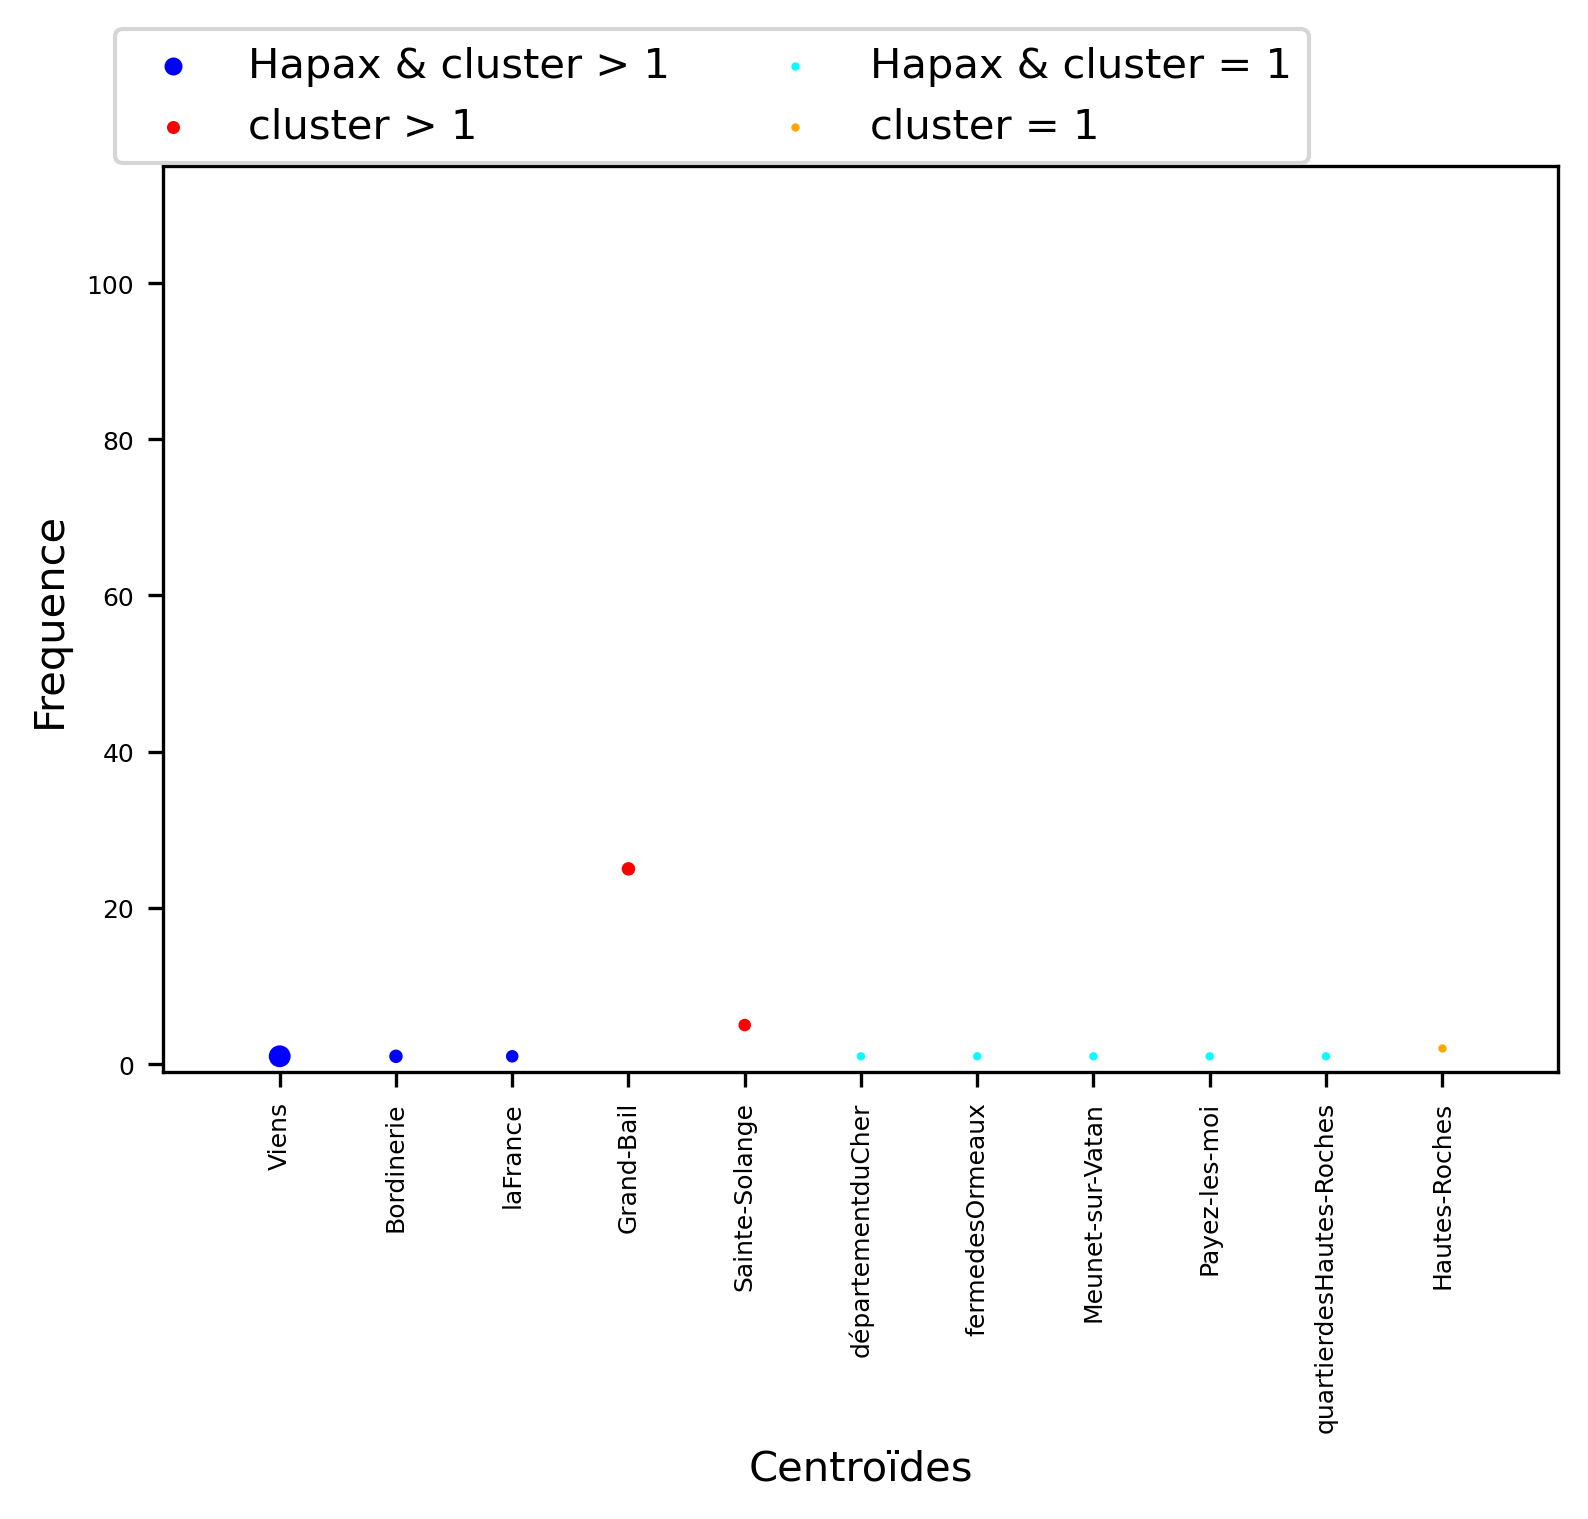 Hapax & cluster > 1
Hapax & cluster = 1
cluster > 1
cluster = 1
Frequence
100
80
60
40
20
0
Viens
Bordinerie
laFrance
Grand-Bail
Sainte-Solange
départementduCher
fermedesOrmeaux
Meunet-sur-Vatan
Payez-les-moi
quartierdesHautes-Roches
Hautes-Roches
Centroïdes